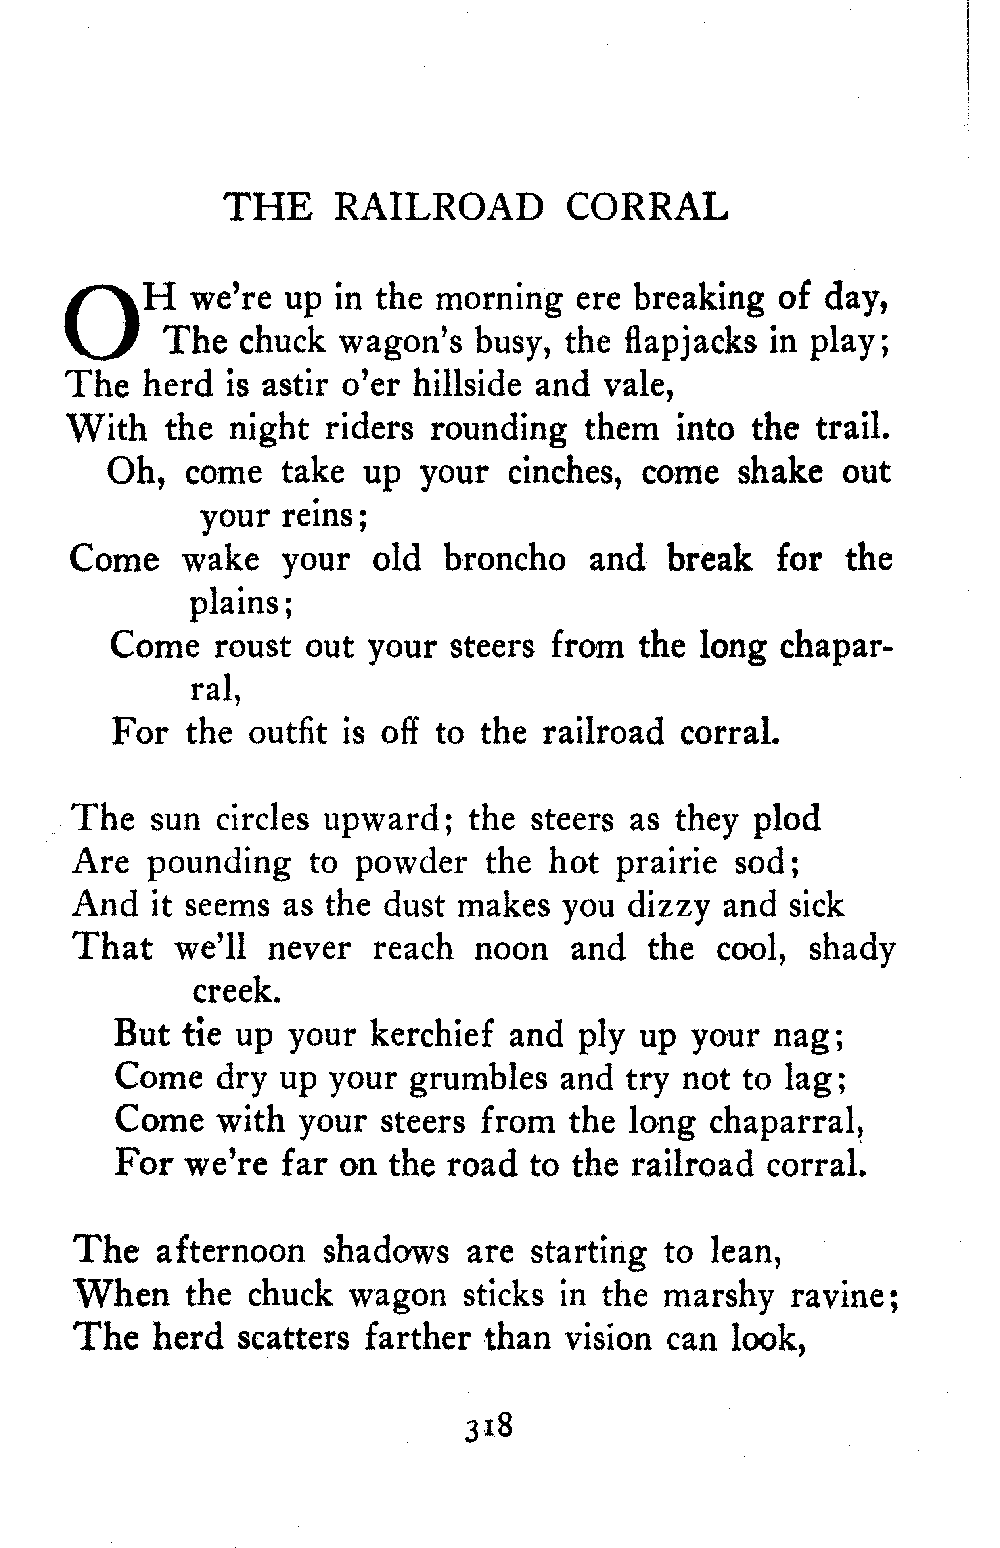 THE RAILROAD CORRAL
OH we're up in the morning ere breaking of day,
The chuck wagon's busy, the flapjacks in play;
The herd is astir o'er hillside and vale,
With the night riders rounding them into the trail.
Oh, come take up your cinches, come shake out
your reins;
Come wake your old broncho and break for the
plains;
Come roust out your steers from the long chapar-
ral,
For the outfit is off to the railroad corral.
The sun circles upward; the steers as they plod
Are pounding to powder the hot prairie sod;
And it seems as the dust makes you dizzy and sick
That we'll never reach noon and the cool, shady
creek.
But tie up your kerchief and ply up your nag;
Come dry up your grumbles and try not to lag;
Come with your steers from the long chaparral,
For we're far on the road to the railroad corral.
The afternoon shadows are starting to lean,
When the chuck wagon sticks in the marshy ravine;
The herd scatters farther than vision can look,
318